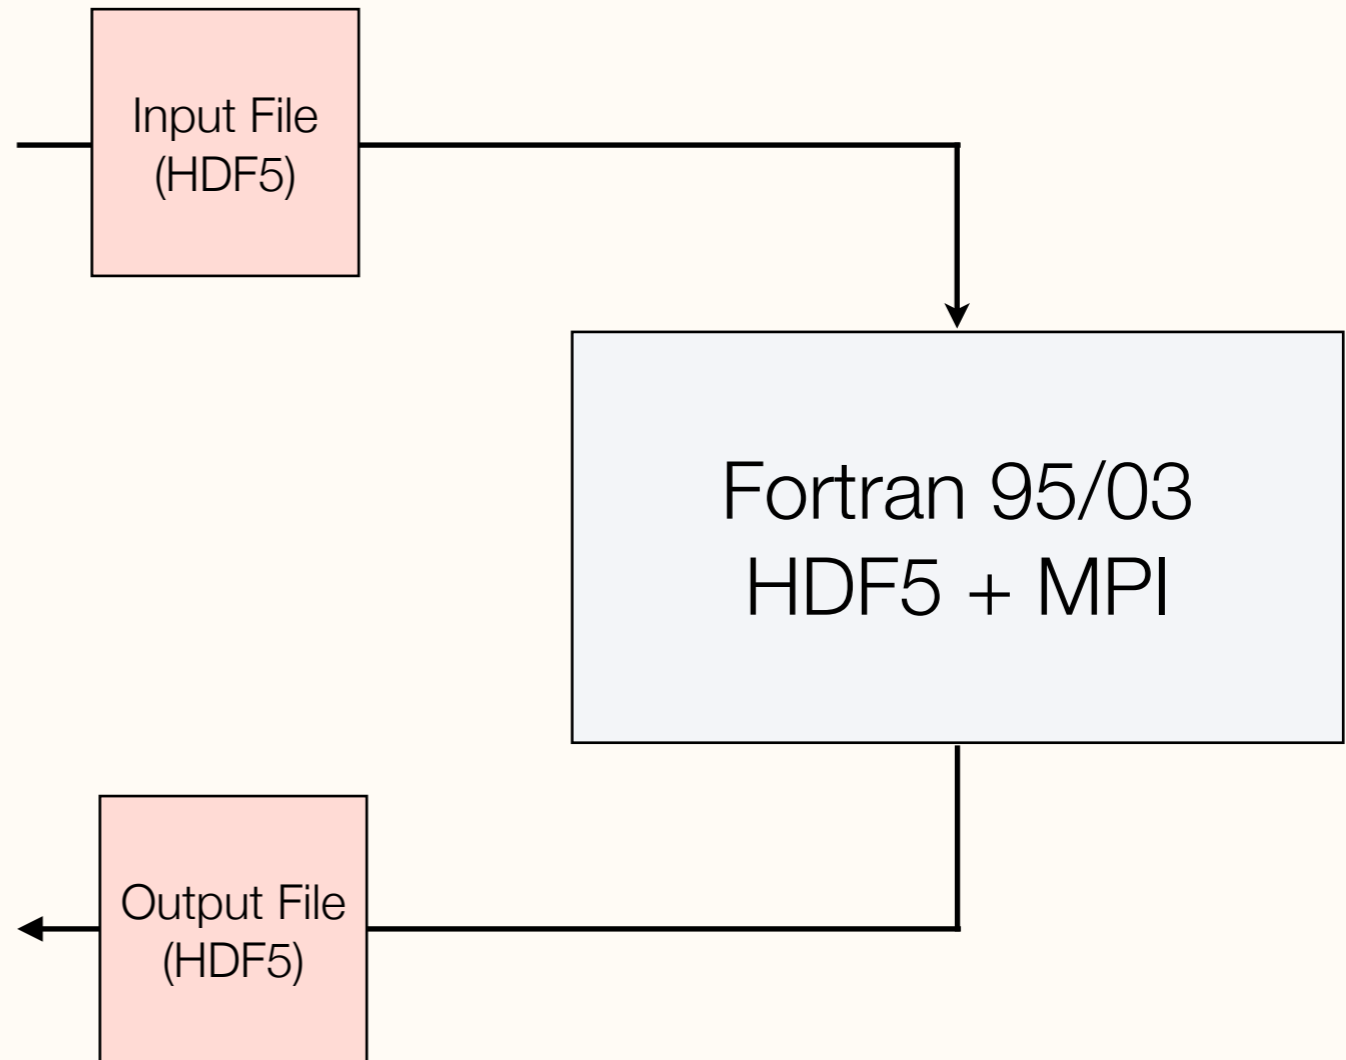 Input File
(HDF5)
Fortran 95/03
HDF5 + MPI
Output File
(HDF5)